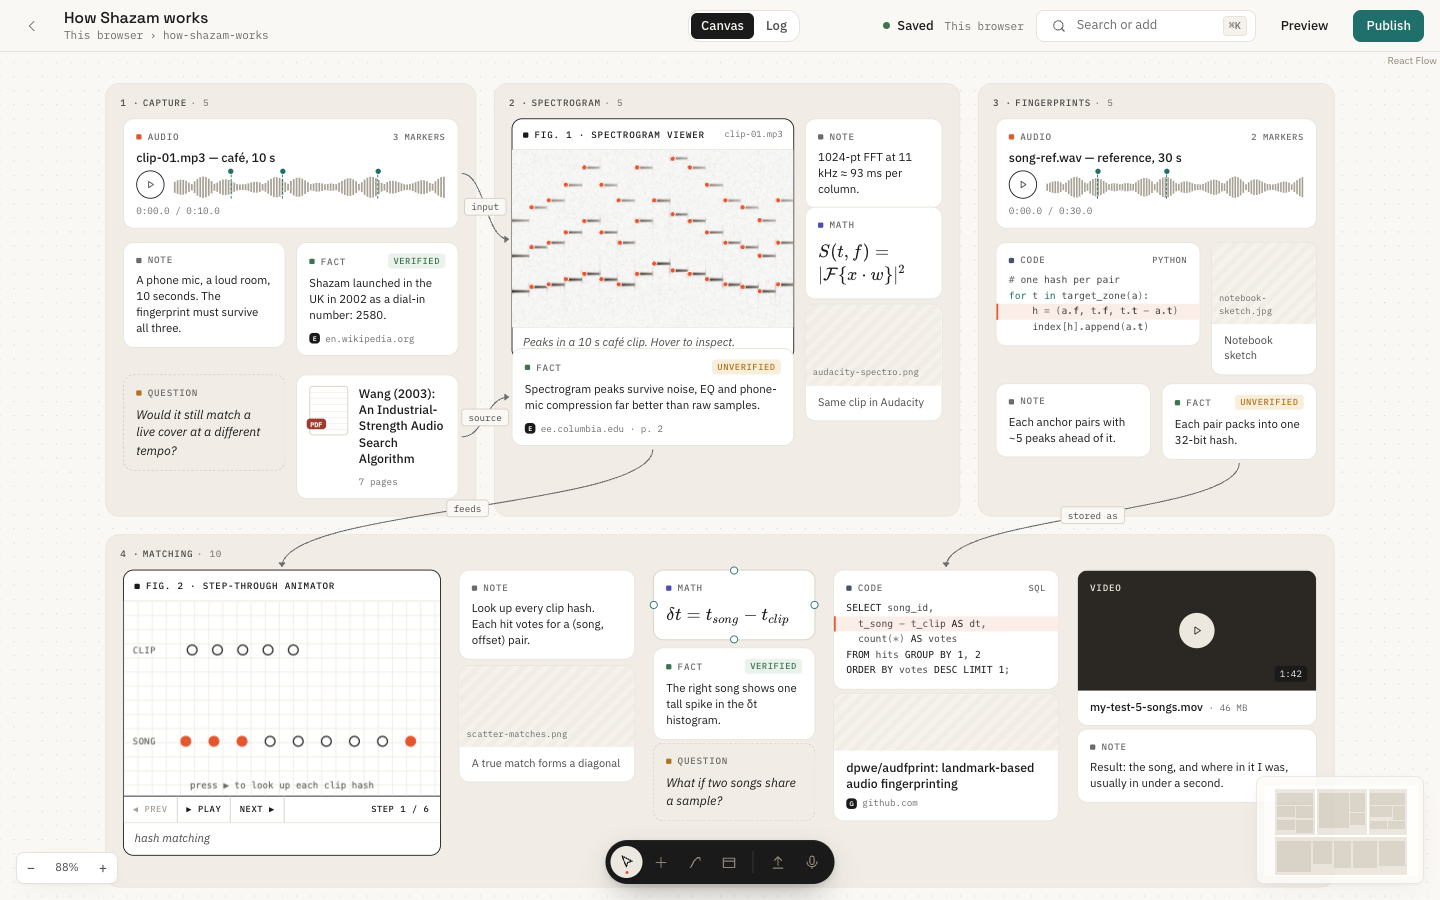 How Shazam works
This browser › how-shazam-works
Canvas
Log
Saved
This browser
Search or add
⌘K
Preview
Publish
React Flow
1 · CAPTURE · 5
AUDIO
3 MARKERS
clip-01.mp3 — café, 10 s
0:00.0 / 0:10.0
NOTE
A phone mic, a loud room,
10 seconds. The
fingerprint must survive
all three.
FACT
VERIFIED
Shazam launched in the
UK in 2002 as a dial-in
number: 2580.
E
en.wikipedia.org
QUESTION
Would it still match a
live cover at a different
tempo?
PDF
Wang (2003):
An Industrial-
Strength Audio
Search
Algorithm
7 pages
input
source
feeds
2 · SPECTROGRAM · 5
FIG. 1 · SPECTROGRAM VIEWER
clip-01.mp3
Peaks in a 10 s café clip. Hover to inspect.
FACT
UNVERIFIED
Spectrogram peaks survive noise, EQ and phone-
mic compression far better than raw samples.
E
ee.columbia.edu · p. 2
NOTE
1024-pt FFT at 11
kHz ≈ 93 ms per
column.
MATH
S(t, f) =
|ℱ{x · w}|²
audacity-spectro.png
Same clip in Audacity
3 · FINGERPRINTS · 5
AUDIO
2 MARKERS
song-ref.wav — reference, 30 s
0:00.0 / 0:30.0
CODE
PYTHON
# one hash per pair
for t in target_zone(a):
h = (a.f, t.f, t.t − a.t)
index[h].append(a.t)
notebook-
sketch.jpg
Notebook
sketch
NOTE
Each anchor pairs with
~5 peaks ahead of it.
FACT
UNVERIFIED
Each pair packs into one
32-bit hash.
stored as
4 · MATCHING · 10
FIG. 2 · STEP-THROUGH ANIMATOR
CLIP
SONG
press ▶ to look up each clip hash
◀ PREV
▶ PLAY
NEXT ▶
STEP 1 / 6
hash matching
NOTE
Look up every clip hash.
Each hit votes for a (song,
offset) pair.
scatter-matches.png
A true match forms a diagonal
MATH
δt = t_song − t_clip
FACT
VERIFIED
The right song shows one
tall spike in the δt
histogram.
QUESTION
What if two songs share
a sample?
CODE
SQL
SELECT song_id,
t_song − t_clip AS dt,
count(*) AS votes
FROM hits GROUP BY 1, 2
ORDER BY votes DESC LIMIT 1;
dpwe/audfprint: landmark-based
audio fingerprinting
G
github.com
VIDEO
1:42
my-test-5-songs.mov · 46 MB
NOTE
Result: the song, and where in it I was,
usually in under a second.
− 88% +